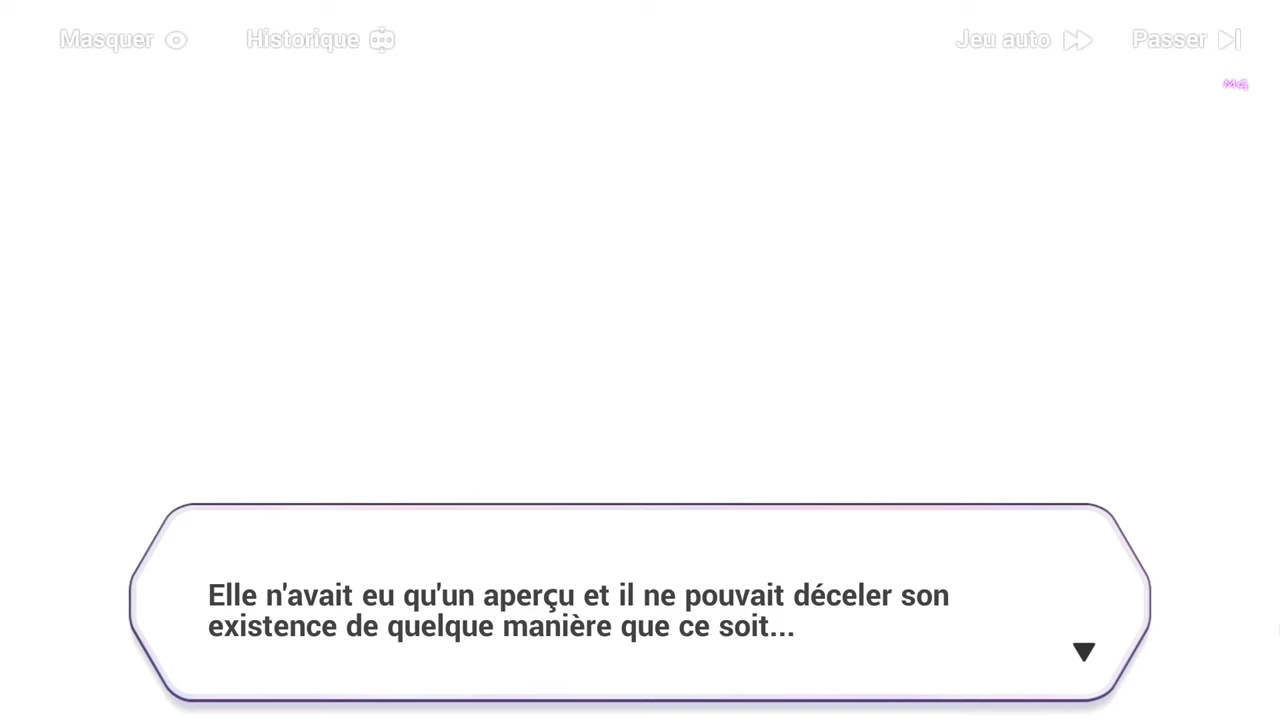 Masquer Historique Jeu auto Passer
MG
Elle n'avait eu qu'un aperçu et il ne pouvait déceler son
existence de quelque manière que ce soit...